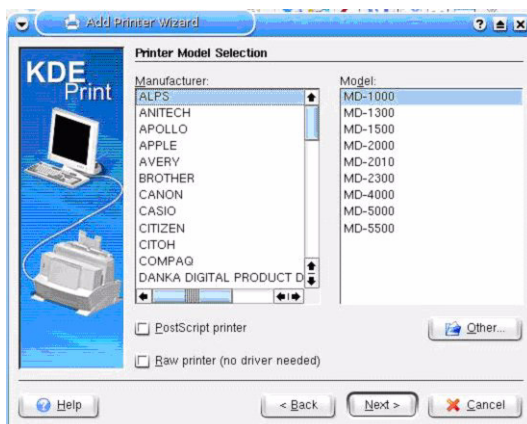 Add Printer Wizard
KDE
Print
Printer Model Selection
Manufacturer:
ALPS
ANITECH
APOLLO
APPLE
AVERY
BROTHER
CANON
CASIO
CITIZEN
CITOH
COMPAQ
DANKA DIGITAL PRODUCT D
Model:
MD-1000
MD-1300
MD-1500
MD-2000
MD-2010
MD-2300
MD-4000
MD-5000
MD-5500
PostScript printer
Other...
Raw printer (no driver needed)
Help
< Back
Next >
Cancel